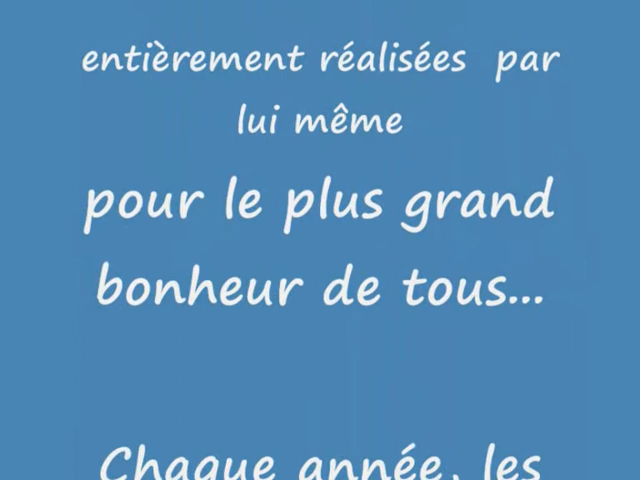 entièrement réalisées par
lui même
pour le plus grand
bonheur de tous...
Chaque année, les